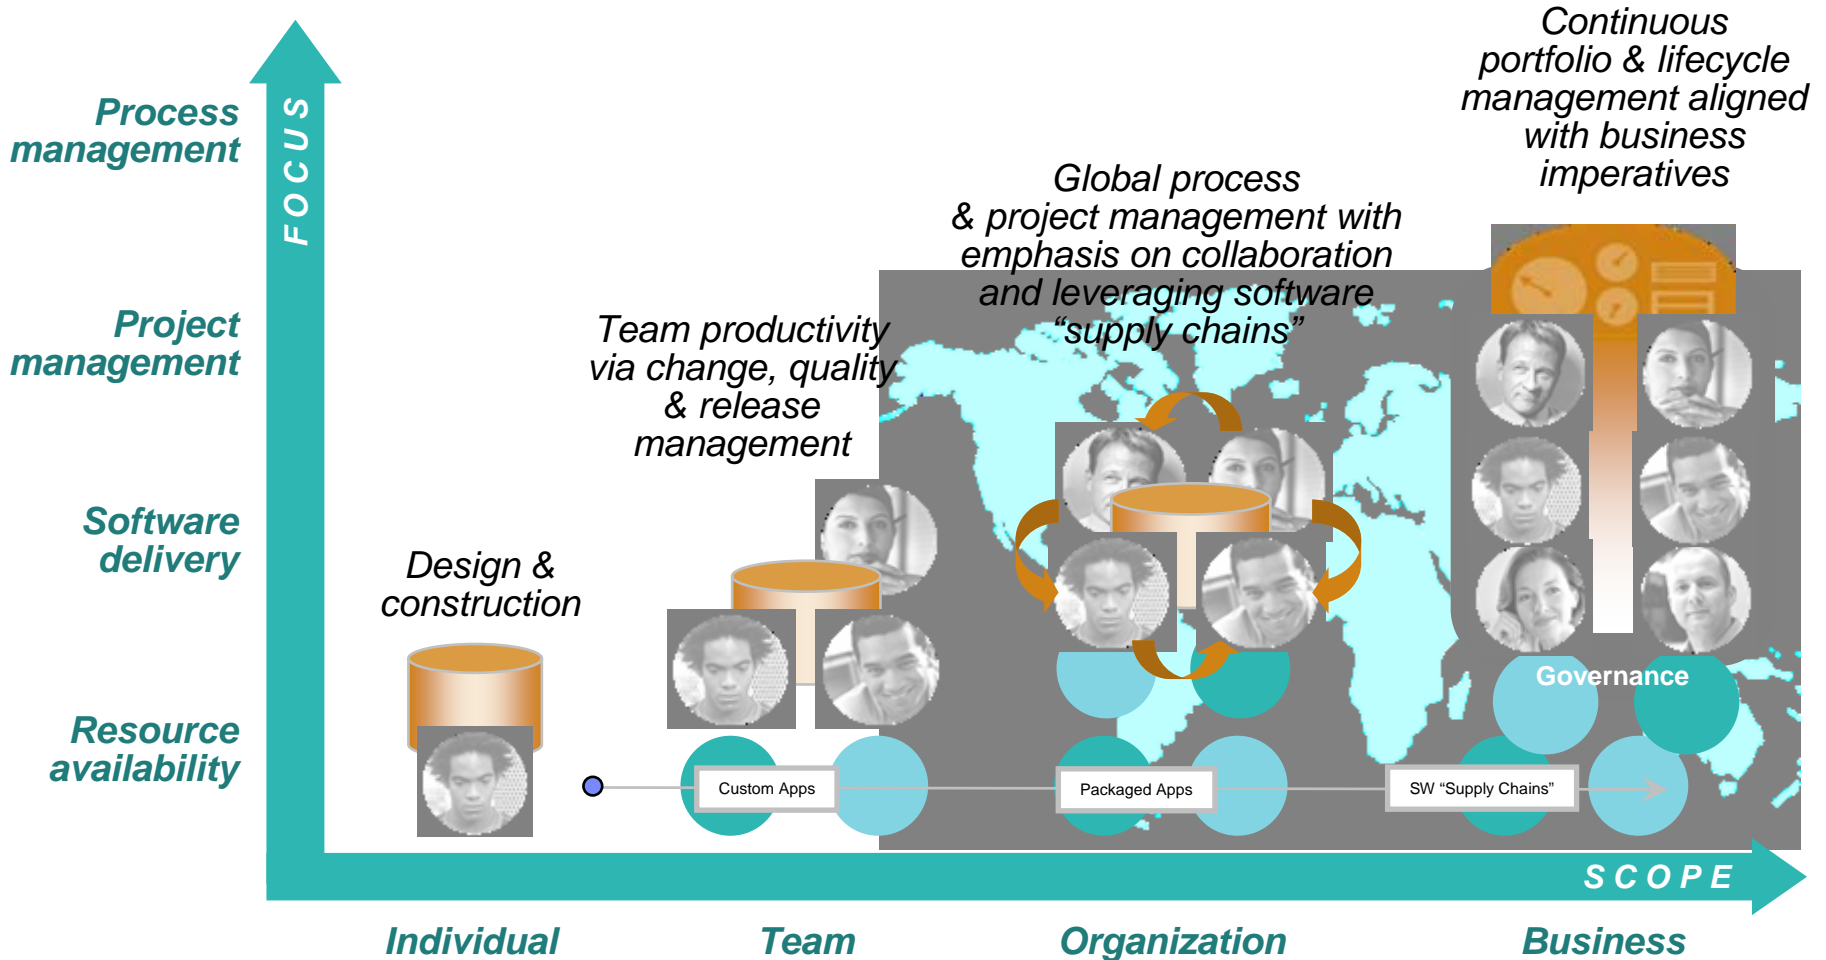 Process
management
Project
management
Software
delivery
Resource
availability
FOCUS
Design &
construction
Team productivity
via change, quality
& release
management
Global process
& project management with
emphasis on collaboration
and leveraging software
“supply chains”
Continuous
portfolio & lifecycle
management aligned
with business
imperatives
Governance
Custom Apps
Packaged Apps
SW “Supply Chains”
SCOPE
Individual
Team
Organization
Business